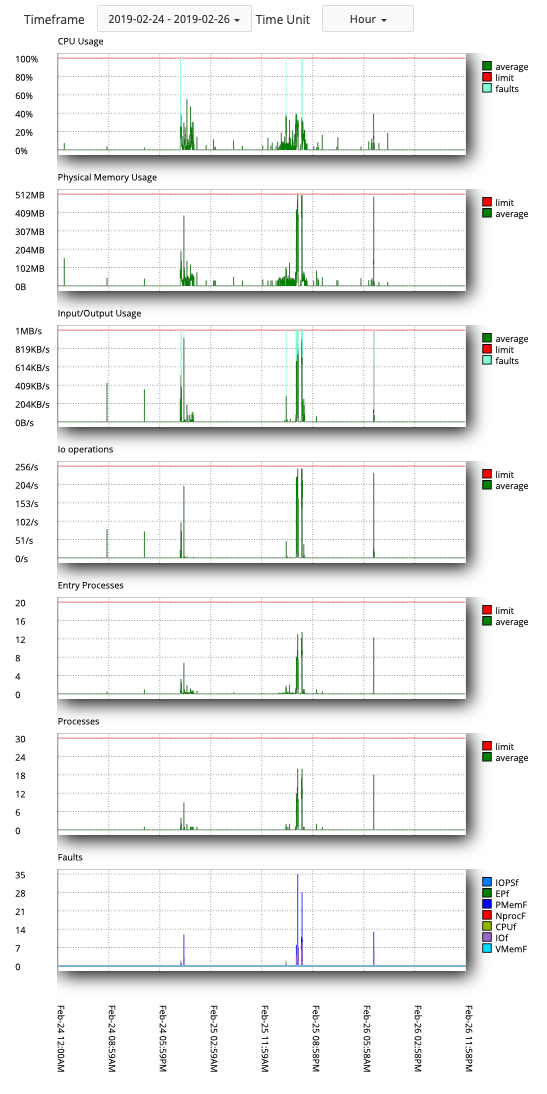 Timeframe 2019-02-24 - 2019-02-26 Time Unit Hour
CPU Usage
100%
80%
60%
40%
20%
0%
average
limit
faults
Physical Memory Usage
512MB
409MB
307MB
204MB
102MB
0B
limit
average
Input/Output Usage
1MB/s
819KB/s
614KB/s
409KB/s
204KB/s
0B/s
average
limit
faults
Io operations
256/s
204/s
153/s
102/s
51/s
0/s
limit
average
Entry Processes
20
16
12
8
4
0
limit
average
Processes
30
24
18
12
6
0
limit
average
Faults
35
28
21
14
7
0
IOPSf
EPf
PMemF
NprocF
CPUf
IOf
VMemF
Feb-24 12:00AM
Feb-24 08:59AM
Feb-24 05:59PM
Feb-25 02:59AM
Feb-25 11:59AM
Feb-25 08:58PM
Feb-26 05:58AM
Feb-26 02:58PM
Feb-26 11:58PM